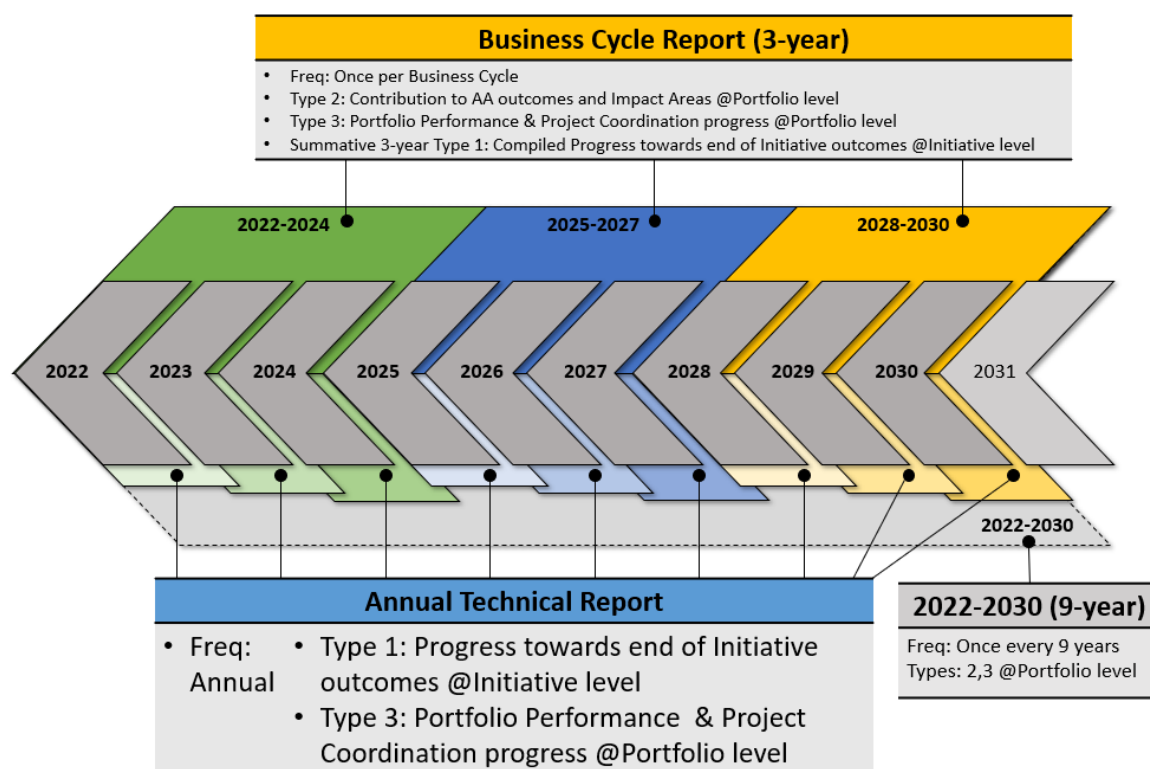 Business Cycle Report (3-year)
• Freq: Once per Business Cycle
• Type 2: Contribution to AA outcomes and Impact Areas @Portfolio level
• Type 3: Portfolio Performance & Project Coordination progress @Portfolio level
• Summative 3-year Type 1: Compiled Progress towards end of Initiative outcomes @Initiative level
2022-2024
2025-2027
2028-2030
2022
2023
2024
2025
2026
2027
2028
2029
2030
2031
2022-2030
Annual Technical Report
• Freq:
Annual
• Type 1: Progress towards end of Initiative
outcomes @Initiative level
• Type 3: Portfolio Performance & Project
Coordination progress @Portfolio level
2022-2030 (9-year)
Freq: Once every 9 years
Types: 2,3 @Portfolio level